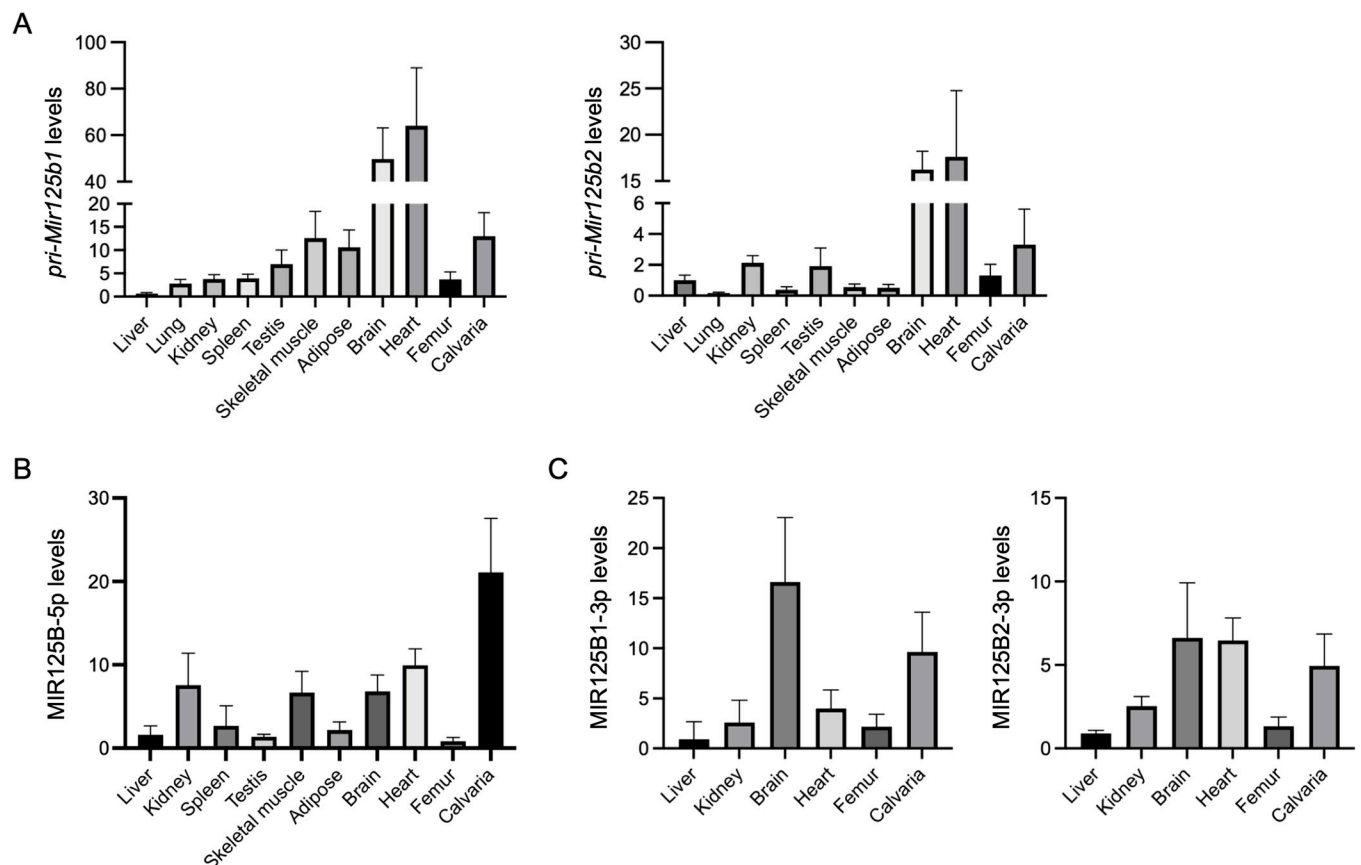 A
pri-Mir125b1 levels
100
80
60
40
20
15
10
5
0
Liver
Lung
Kidney
Spleen
Testis
Skeletal muscle
Adipose
Brain
Heart
Femur
Calvaria
pri-Mir125b2 levels
30
25
20
15
6
4
2
0
Liver
Lung
Kidney
Spleen
Testis
Skeletal muscle
Adipose
Brain
Heart
Femur
Calvaria
B
MIR125B-5p levels
30
20
10
0
Liver
Kidney
Spleen
Testis
Skeletal muscle
Adipose
Brain
Heart
Femur
Calvaria
C
MIR125B1-3p levels
25
20
15
10
5
0
Liver
Kidney
Brain
Heart
Femur
Calvaria
MIR125B2-3p levels
15
10
5
0
Liver
Kidney
Brain
Heart
Femur
Calvaria